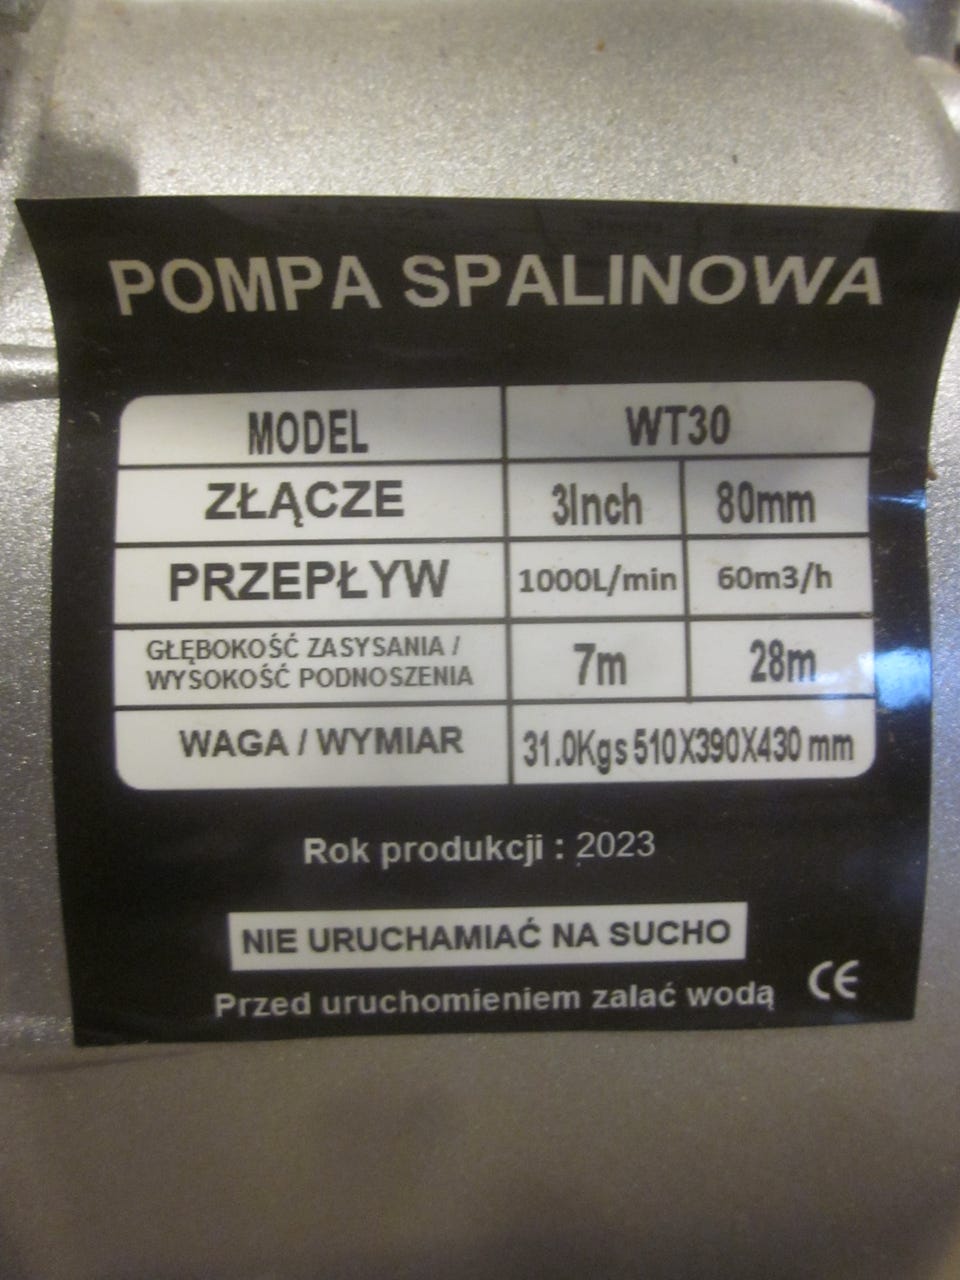 POMPA SPALINOWA
MODEL WT30
ZŁĄCZE 3Inch 80mm
PRZEPŁYW 1000L/min 60m3/h
GŁĘBOKOŚĆ ZASYSANIA /
WYSOKOŚĆ PODNOSZENIA 7m 28m
WAGA / WYMIAR 31.0Kgs 510X390X430 mm
Rok produkcji : 2023
NIE URUCHAMIAĆ NA SUCHO
Przed uruchomieniem zalać wodą CE